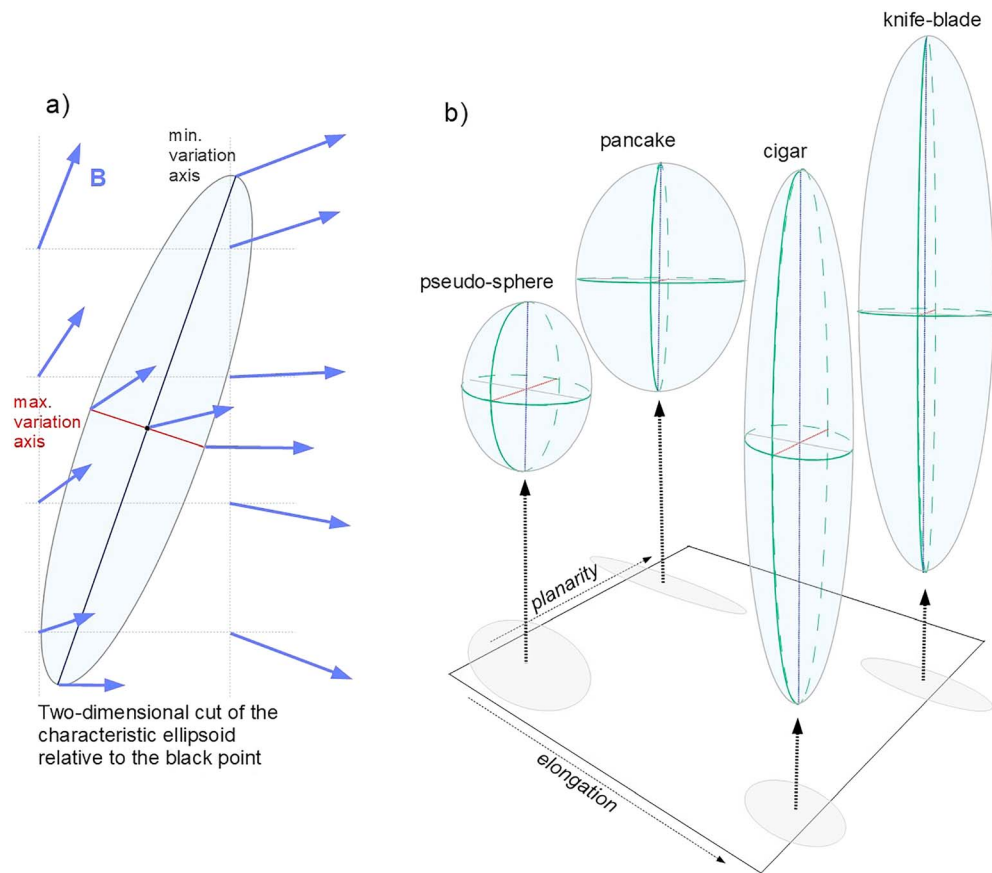 a)
B
min.
variation
axis
max.
variation
axis
Two-dimensional cut of the
characteristic ellipsoid
relative to the black point
b)
knife-blade
pancake
cigar
pseudo-sphere
planarity
elongation